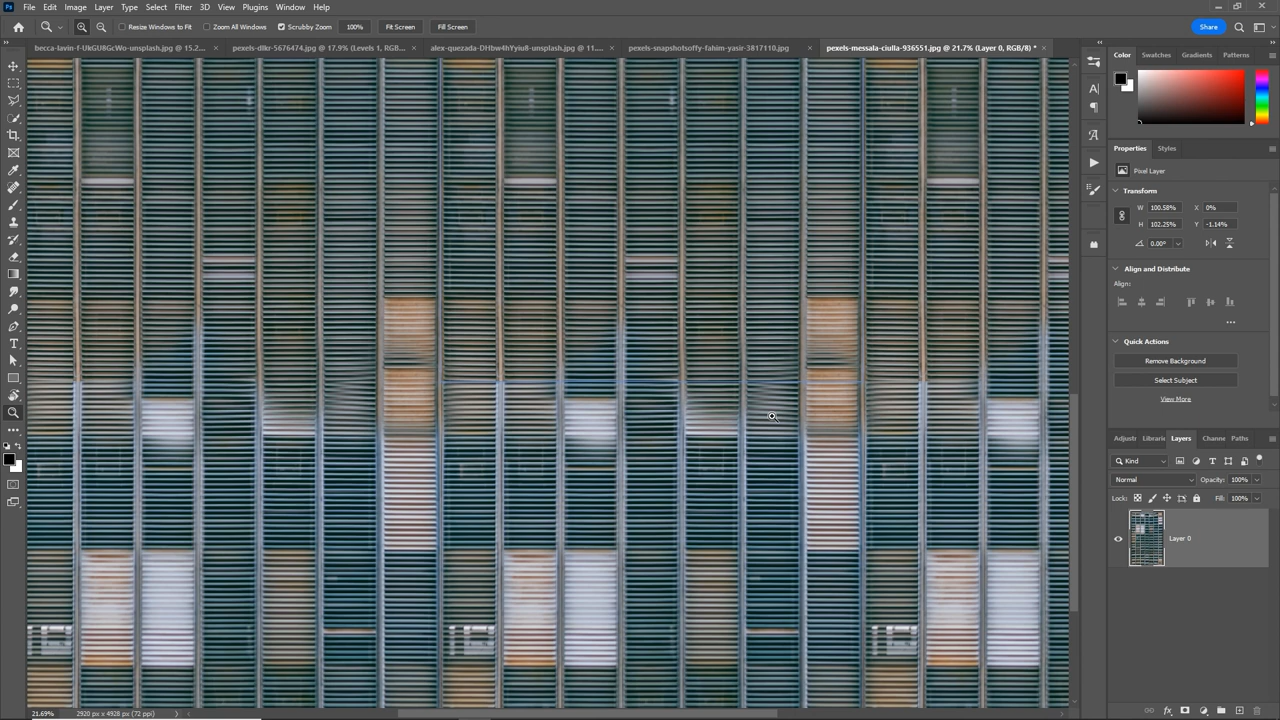 Ps File Edit Image Layer Type Select Filter 3D View Plugins Window Help
Resize Windows to Fit Zoom All Windows Scrubby Zoom 100% Fit Screen Fill Screen Share
becca-lavin-f-UkGU8GcWo-unsplash.jpg @ 15.2... × pexels-dlkr-5676474.jpg @ 17.9% (Levels 1, RGB... × alex-quezada-DHbw4hYyiu8-unsplash.jpg @ 11.... × pexels-snapshotsoffy-fahim-yasir-3817110.jpg × pexels-messala-ciulla-936551.jpg @ 21.7% (Layer 0, RGB/8) * ×
Color Swatches Gradients Patterns
Properties Styles
Pixel Layer
Transform
W 100.58% X 0%
H 102.25% Y -1.14%
0.00°
Align and Distribute
Align:
Quick Actions
Remove Background
Select Subject
View More
Adjustr Librarie Layers Channe Paths
Kind
Normal Opacity: 100%
Lock: Fill: 100%
Layer 0
21.69% 2920 px x 4928 px (72 ppi)